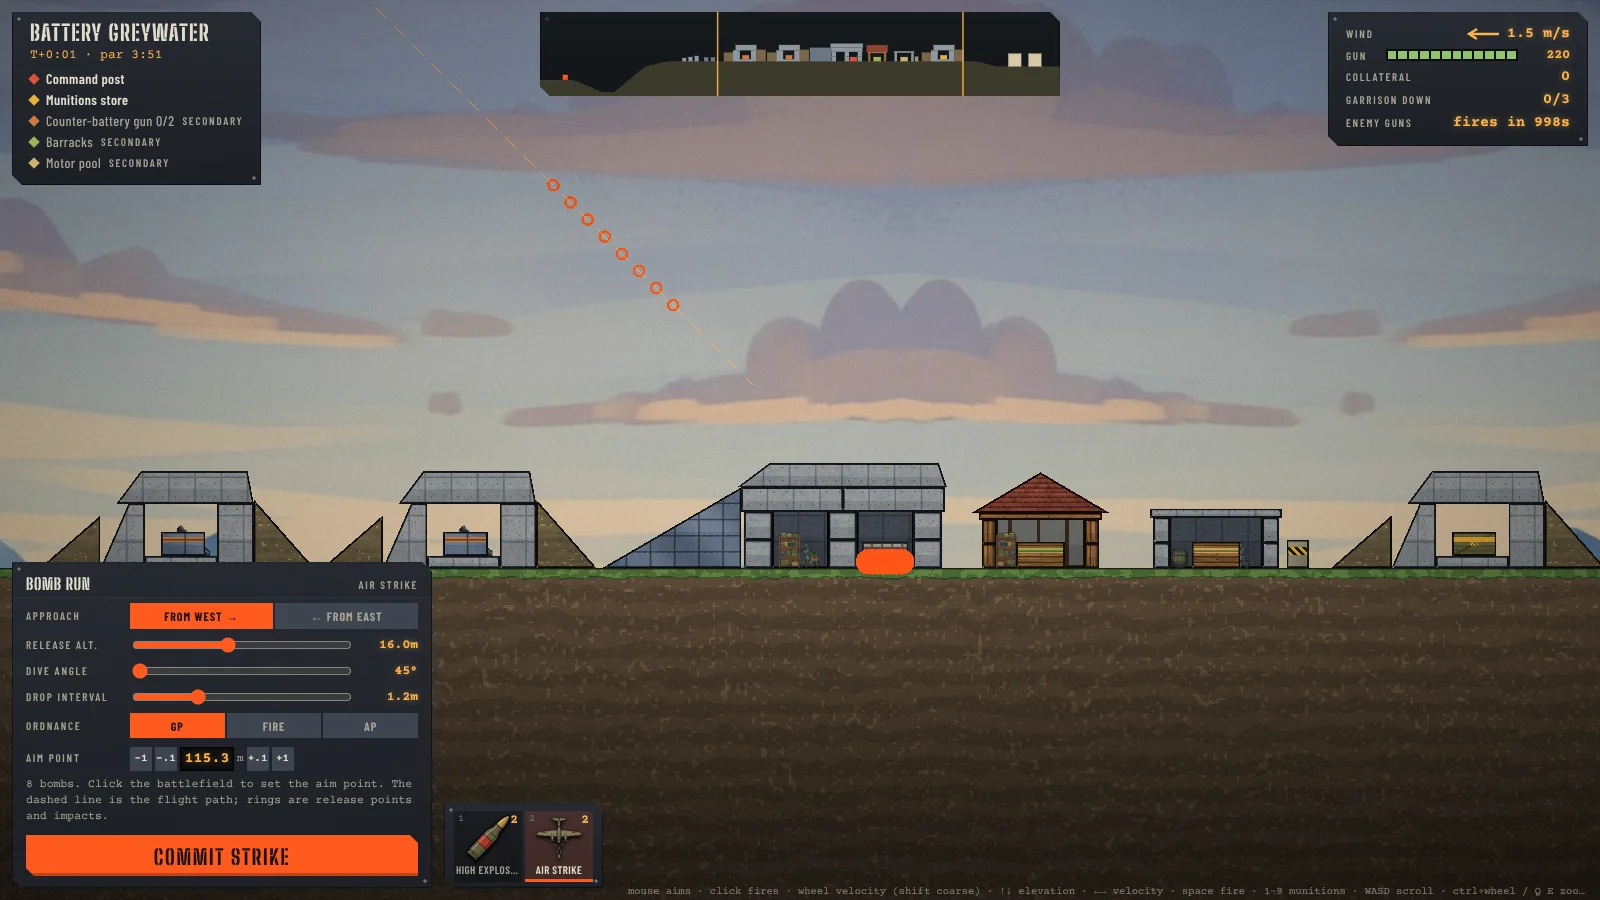 BATTERY GREYWATER
T+0:01 · par 3:51
Command post
Munitions store
Counter-battery gun 0/2 SECONDARY
Barracks SECONDARY
Motor pool SECONDARY
WIND 1.5 m/s
GUN 220
COLLATERAL 0
GARRISON DOWN 0/3
ENEMY GUNS fires in 998s
BOMB RUN AIR STRIKE
APPROACH FROM WEST → ← FROM EAST
RELEASE ALT. 16.0m
DIVE ANGLE 45°
DROP INTERVAL 1.2m
ORDNANCE GP FIRE AP
AIM POINT -1 -.1 115.3 m +.1 +1
8 bombs. Click the battlefield to set the aim point. The
dashed line is the flight path; rings are release points
and impacts.
COMMIT STRIKE
1 2 2 2
HIGH EXPLOS... AIR STRIKE
mouse aims · click fires · wheel velocity (shift coarse) · ↑↓ elevation · ←→ velocity · space fire · 1-9 munitions · WASD scroll · ctrl+wheel / Q E zoo…